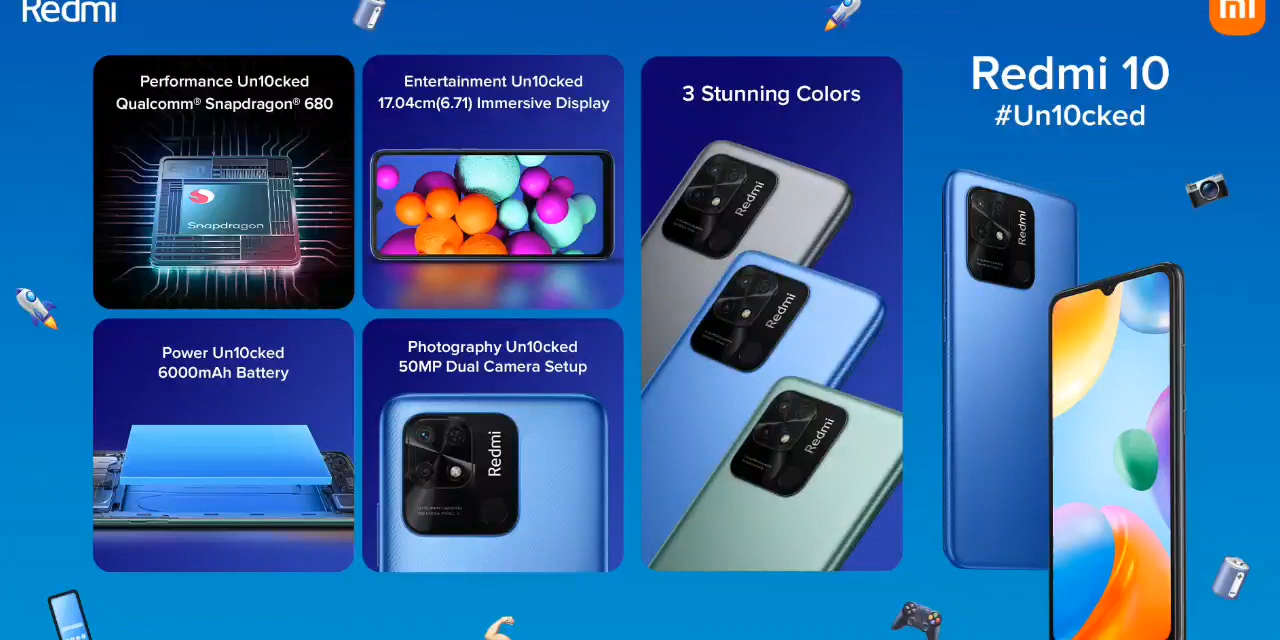 Redmi
mi
Performance Un10cked
Qualcomm® Snapdragon® 680
Snapdragon
Entertainment Un10cked
17.04cm(6.71) Immersive Display
Power Un10cked
6000mAh Battery
Photography Un10cked
50MP Dual Camera Setup
Redmi
3 Stunning Colors
Redmi
Redmi
Redmi
Redmi 10
#Un10cked
Redmi